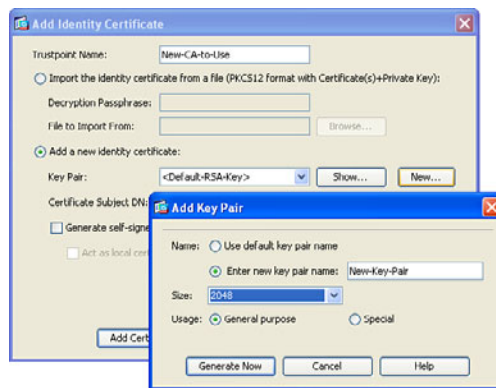 Add Identity Certificate
Trustpoint Name: New-CA-to-Use
Import the identity certificate from a file (PKCS12 format with Certificate(s)+Private Key):
Decryption Passphrase:
File to Import From: Browse...
Add a new identity certificate:
Key Pair: <Default-RSA-Key> Show... New...
Certificate Subject DN:
Generate self-signe
Act as local cert
Add Cert
Add Key Pair
Name: Use default key pair name
Enter new key pair name: New-Key-Pair
Size: 2048
Usage: General purpose Special
Generate Now Cancel Help